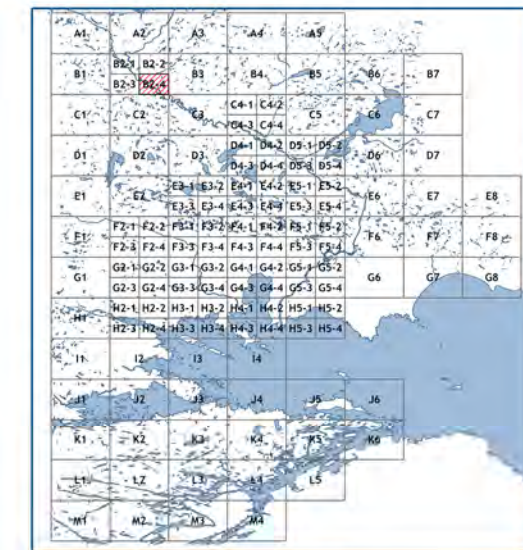 A1 A2 A3 A4 A5
B2-1 B2-2
B1 B3 B4 B5 B6 B7
B2-3 B2-4
C4-1 C4-2
C1 C2 C3 C5 C6 C7
C4-3 C4-4
D4-1 D4-2 D5-1 D5-2
D1 D2 D3 D6 D7
D4-3 D4-4 D5-3 D5-4
E3-1 E3-2 E4-1 E4-2 E5-1 E5-2
E1 E2 E6 E7 E8
E3-3 E3-4 E4-3 E4-4 E5-3 E5-4
F2-1 F2-2 F3-1 F3-2 F4-1 F4-2 F5-1 F5-2
F1 F6 F7 F8
F2-3 F2-4 F3-3 F3-4 F4-3 F4-4 F5-3 F5-4
G2-1 G2-2 G3-1 G3-2 G4-1 G4-2 G5-1 G5-2
G1 G6 G7 G8
G2-3 G2-4 G3-3 G3-4 G4-3 G4-4 G5-3 G5-4
H2-1 H2-2 H3-1 H3-2 H4-1 H4-2 H5-1 H5-2
H1
H2-3 H2-4 H3-3 H3-4 H4-3 H4-4 H5-3 H5-4
I1 I2 I3 I4
J1 J2 J3 J4 J5 J6
K1 K2 K3 K4 K5 K6
L1 L2 L3 L4 L5
M1 M2 M3 M4